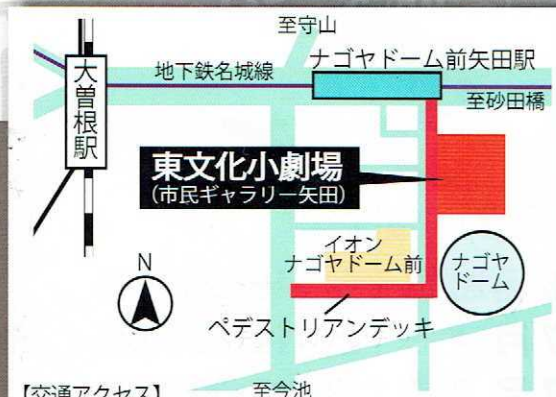 至守山
ナゴヤドーム前矢田駅
地下鉄名城線
大曽根駅
至砂田橋
東文化小劇場
(市民ギャラリー矢田)
イオン
ナゴヤドーム前
ナゴヤ
ドーム
N
ペデストリアンデッキ
【交通アクセス】
至今池